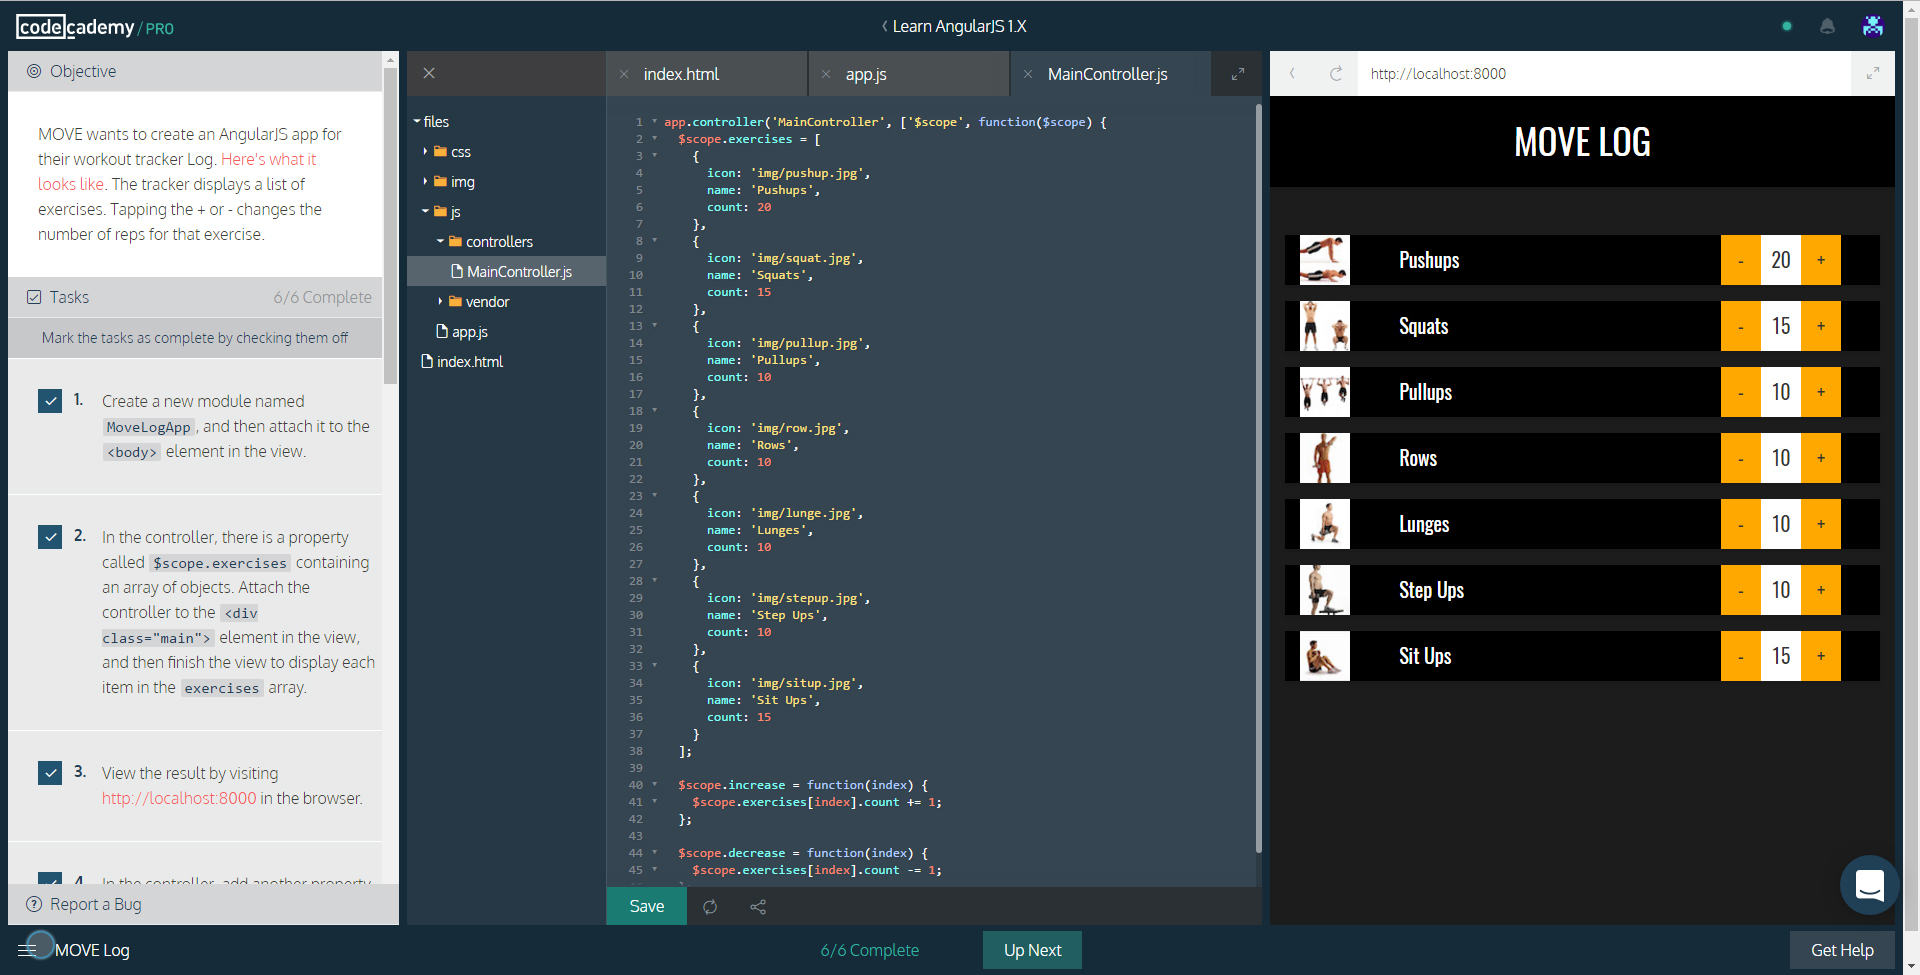 codecademy/PRO
Learn AngularJS 1.X
Objective
MOVE wants to create an AngularJS app for
their workout tracker Log. Here's what it
looks like. The tracker displays a list of
exercises. Tapping the + or - changes the
number of reps for that exercise.
Tasks
6/6 Complete
Mark the tasks as complete by checking them off
1. Create a new module named
MoveLogApp, and then attach it to the
<body> element in the view.
2. In the controller, there is a property
called $scope.exercises containing
an array of objects. Attach the
controller to the <div
class="main"> element in the view,
and then finish the view to display each
item in the exercises array.
3. View the result by visiting
http://localhost:8000 in the browser.
4. In the controller, add another property
Report a Bug
files
css
img
js
controllers
MainController.js
vendor
app.js
index.html
index.html
app.js
MainController.js
1 app.controller('MainController', ['$scope', function($scope) {
2 $scope.exercises = [
3 {
4 icon: 'img/pushup.jpg',
5 name: 'Pushups',
6 count: 20
7 },
8 {
9 icon: 'img/squat.jpg',
10 name: 'Squats',
11 count: 15
12 },
13 {
14 icon: 'img/pullup.jpg',
15 name: 'Pullups',
16 count: 10
17 },
18 {
19 icon: 'img/row.jpg',
20 name: 'Rows',
21 count: 10
22 },
23 {
24 icon: 'img/lunge.jpg',
25 name: 'Lunges',
26 count: 10
27 },
28 {
29 icon: 'img/stepup.jpg',
30 name: 'Step Ups',
31 count: 10
32 },
33 {
34 icon: 'img/situp.jpg',
35 name: 'Sit Ups',
36 count: 15
37 }
38 ];
39
40 $scope.increase = function(index) {
41 $scope.exercises[index].count += 1;
42 };
43
44 $scope.decrease = function(index) {
45 $scope.exercises[index].count -= 1;
Save
http://localhost:8000
MOVE LOG
Pushups - 20 +
Squats - 15 +
Pullups - 10 +
Rows - 10 +
Lunges - 10 +
Step Ups - 10 +
Sit Ups - 15 +
MOVE Log
6/6 Complete
Up Next
Get Help